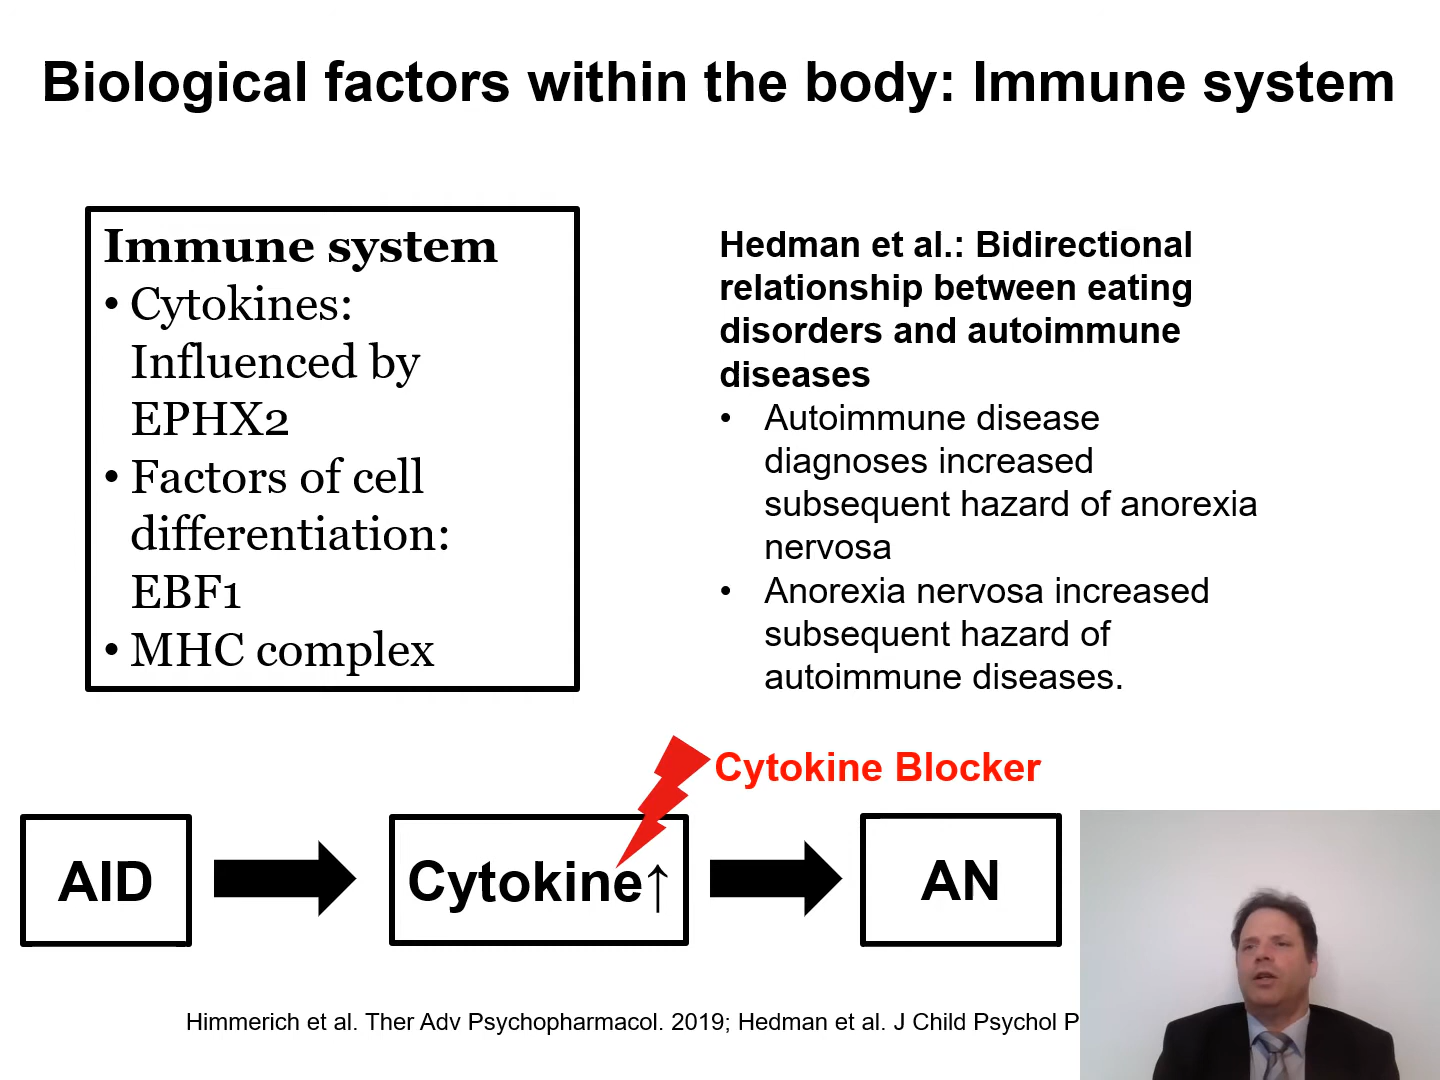 Biological factors within the body: Immune system
Immune system
• Cytokines:
Influenced by
EPHX2
• Factors of cell
differentiation:
EBF1
• MHC complex
Hedman et al.: Bidirectional
relationship between eating
disorders and autoimmune
diseases
• Autoimmune disease
diagnoses increased
subsequent hazard of anorexia
nervosa
• Anorexia nervosa increased
subsequent hazard of
autoimmune diseases.
Cytokine Blocker
AID
Cytokine↑
AN
Himmerich et al. Ther Adv Psychopharmacol. 2019; Hedman et al. J Child Psychol P